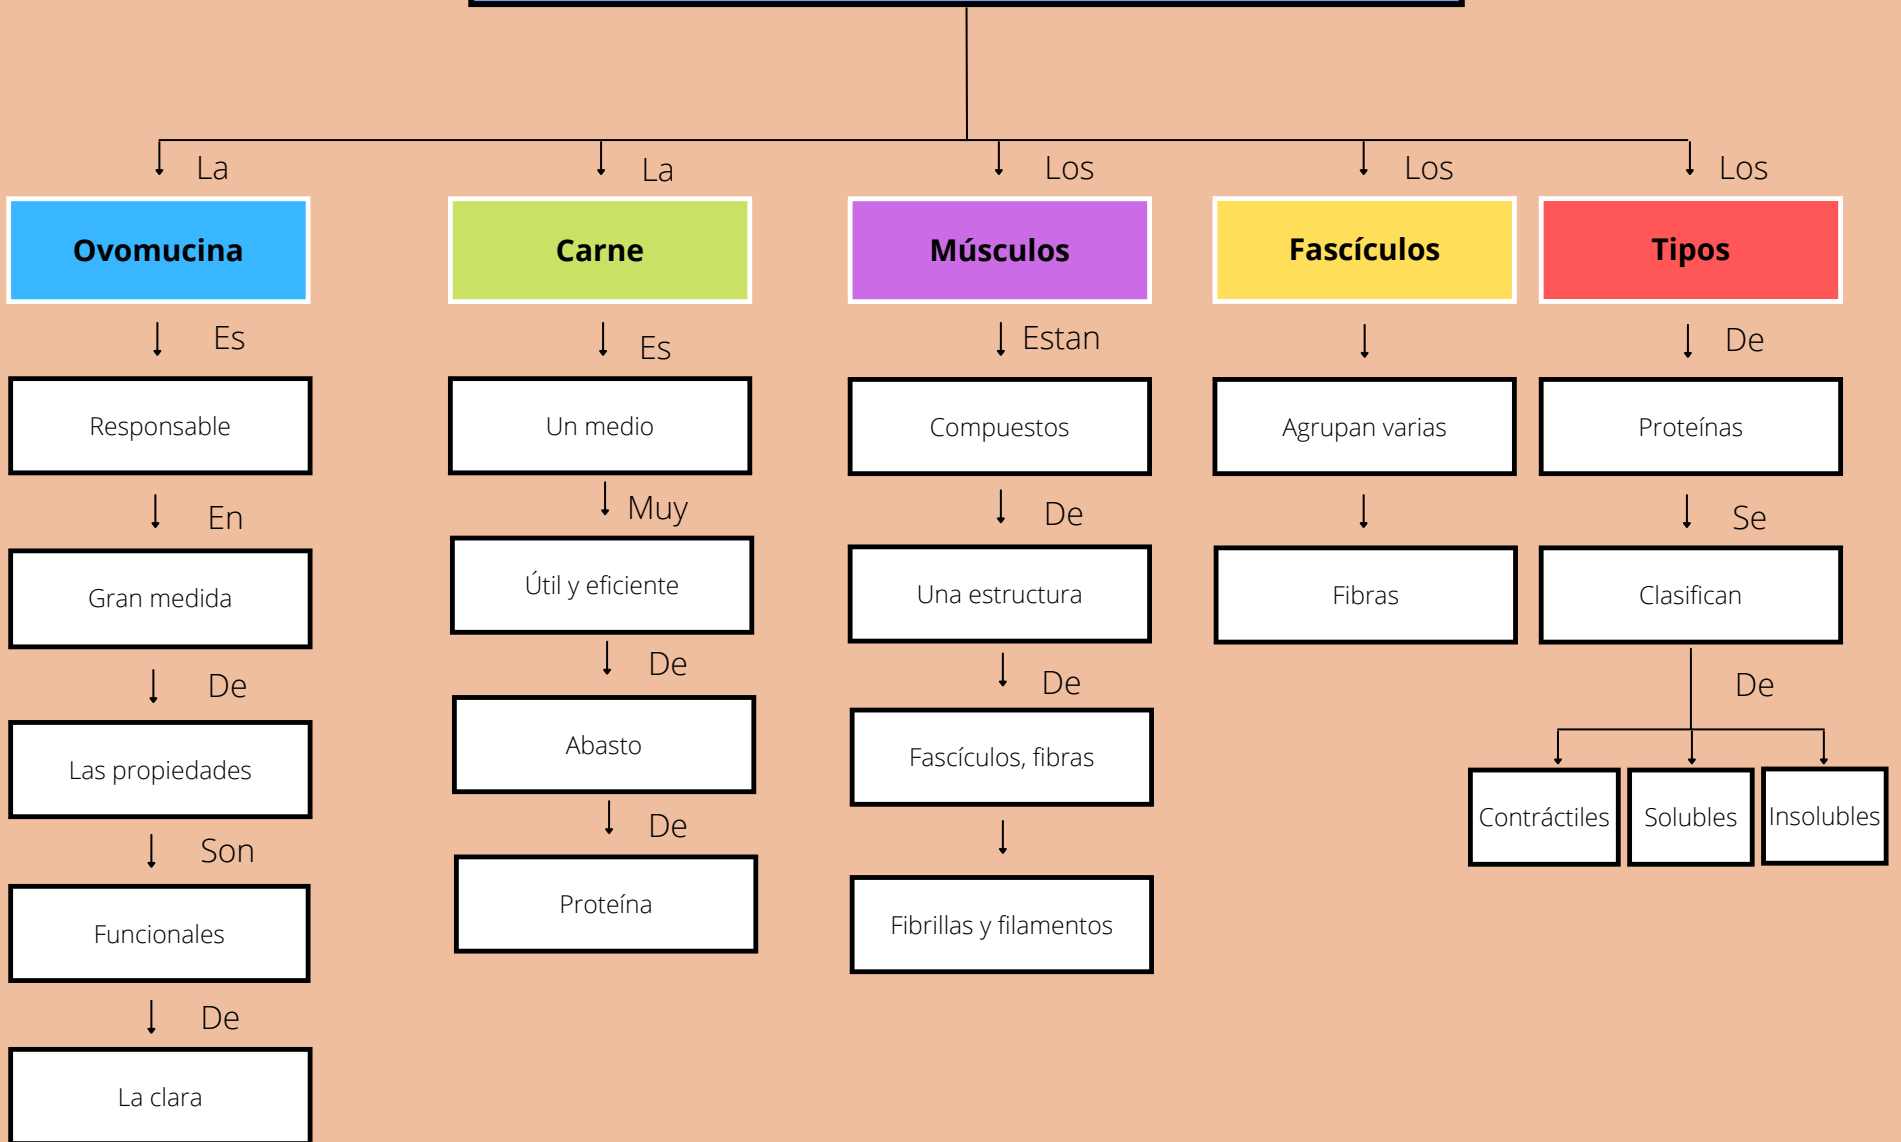 La
Ovomucina
Es
Responsable
En
Gran medida
De
Las propiedades
Son
Funcionales
De
La clara
La
Carne
Es
Un medio
Muy
Útil y eficiente
De
Abasto
De
Proteína
Los
Músculos
Estan
Compuestos
De
Una estructura
De
Fascículos, fibras
Fibrillas y filamentos
Los
Fascículos
Agrupan varias
Fibras
Los
Tipos
De
Proteínas
Se
Clasifican
De
Contráctiles
Solubles
Insolubles